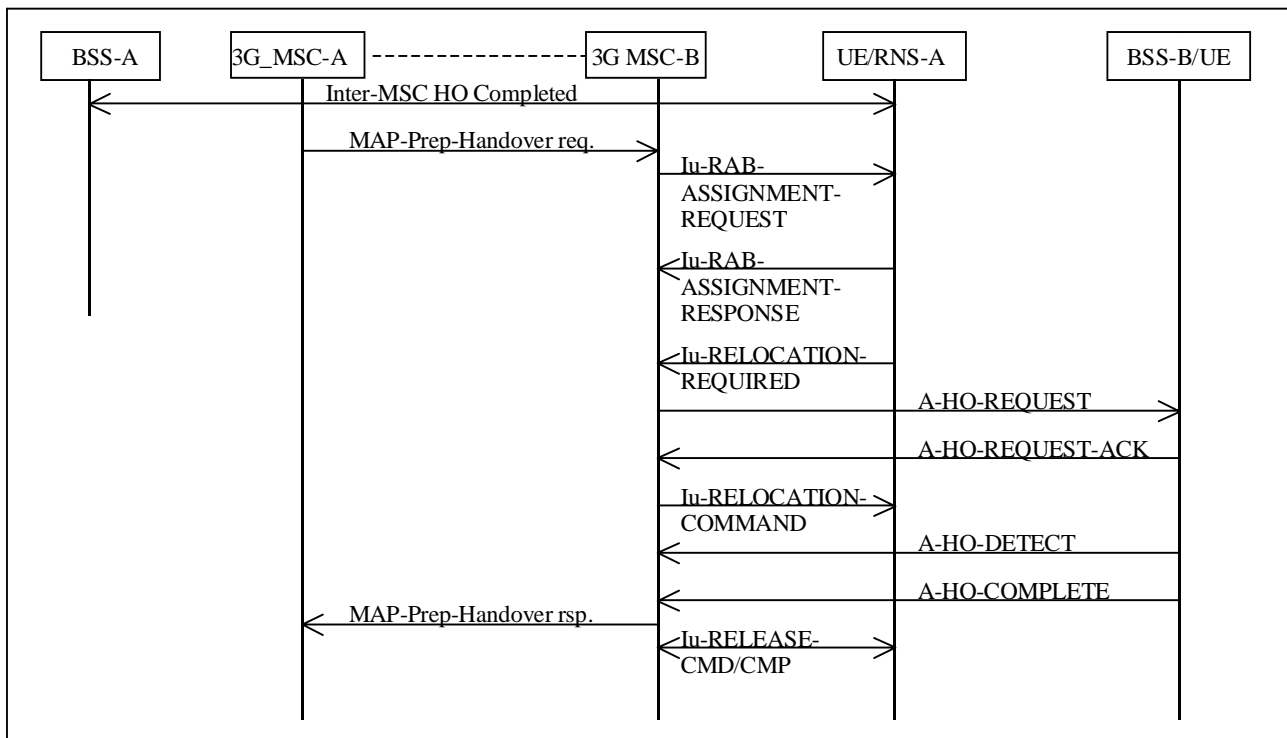 BSS-A
3G_MSC-A
3G MSC-B
UE/RNS-A
BSS-B/UE
Inter-MSC HO Completed
MAP-Prep-Handover req.
Iu-RAB-
ASSIGNMENT-
REQUEST
Iu-RAB-
ASSIGNMENT-
RESPONSE
Iu-RELOCATION-
REQUIRED
A-HO-REQUEST
A-HO-REQUEST-ACK
Iu-RELOCATION-
COMMAND
A-HO-DETECT
A-HO-COMPLETE
MAP-Prep-Handover rsp.
Iu-RELEASE-
CMD/CMP